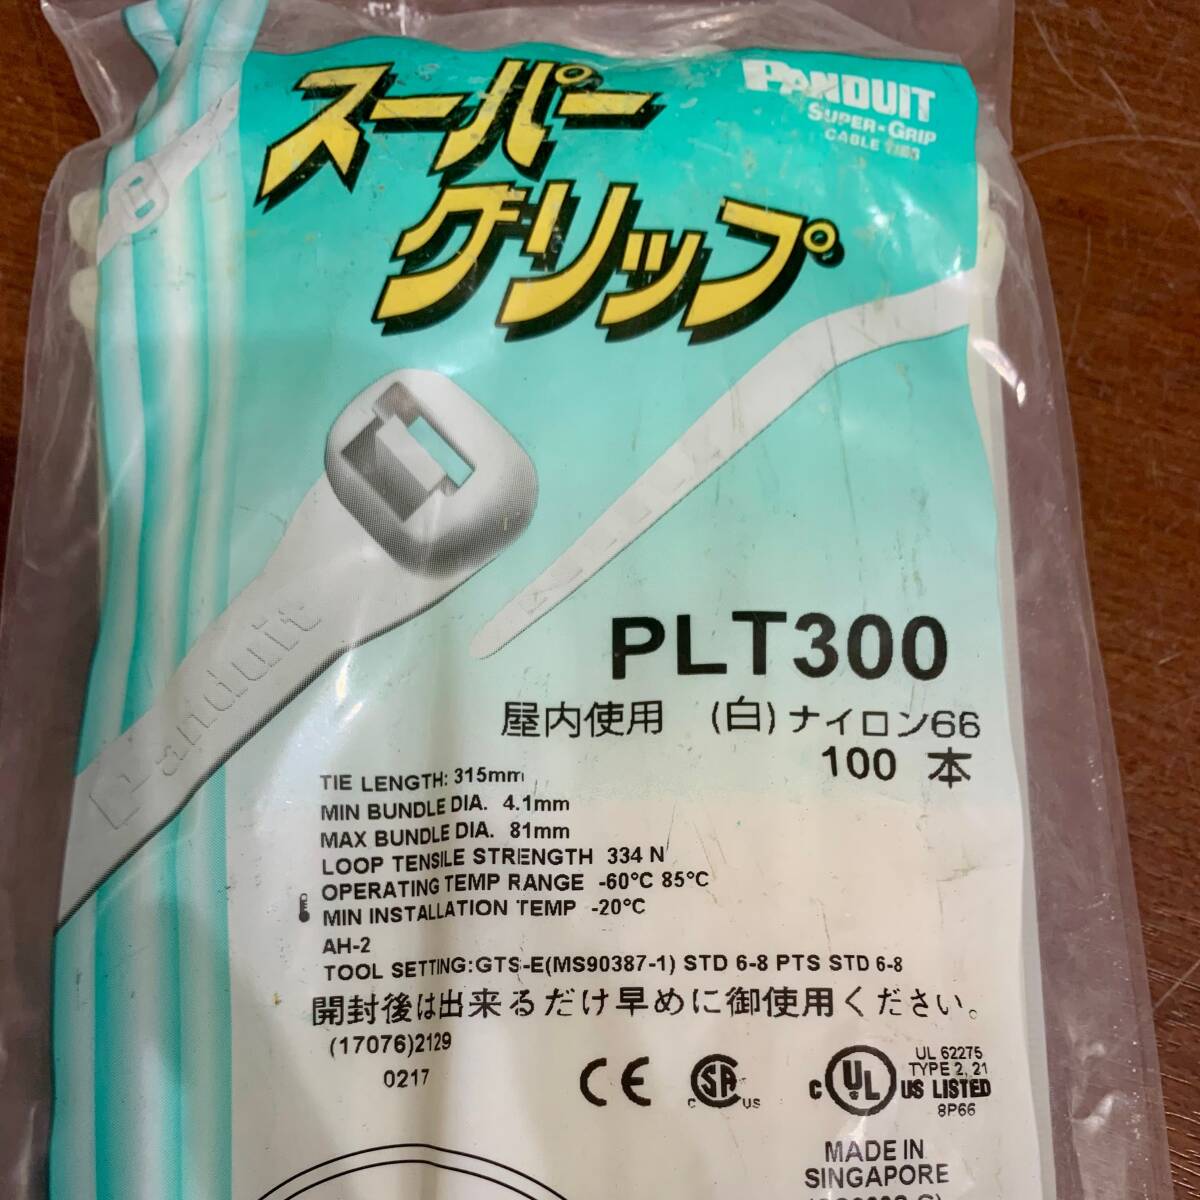 スーパー
グリップ
PANDUIT
SUPER-GRIP
CABLE TIES
Panduit
PLT300
屋内使用 (白) ナイロン66
100 本
TIE LENGTH: 315mm
MIN BUNDLE DIA. 4.1mm
MAX BUNDLE DIA. 81mm
LOOP TENSILE STRENGTH 334 N
OPERATING TEMP RANGE -60°C 85°C
MIN INSTALLATION TEMP -20°C
AH-2
TOOL SETTING:GTS-E(MS90387-1) STD 6-8 PTS STD 6-8
開封後は出来るだけ早めに御使用ください。
(17076)2129
0217
CE
C SA US
C UL US LISTED
UL 62275
TYPE 2, 21
8P66
MADE IN
SINGAPORE